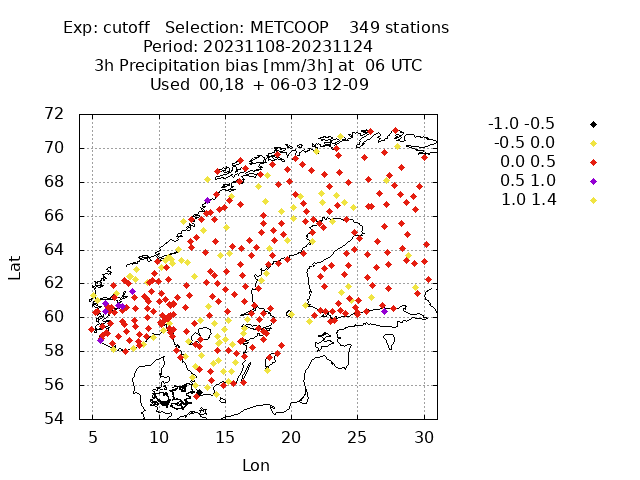 Exp: cutoff   Selection: METCOOP    349 stations
Period: 20231108-20231124
3h Precipitation bias [mm/3h] at  06 UTC
Used  00,18  + 06-03 12-09
72
70
68
66
64
62
60
58
56
54
Lat
5 10 15 20 25 30
Lon
-1.0 -0.5
-0.5 0.0
0.0 0.5
0.5 1.0
1.0 1.4